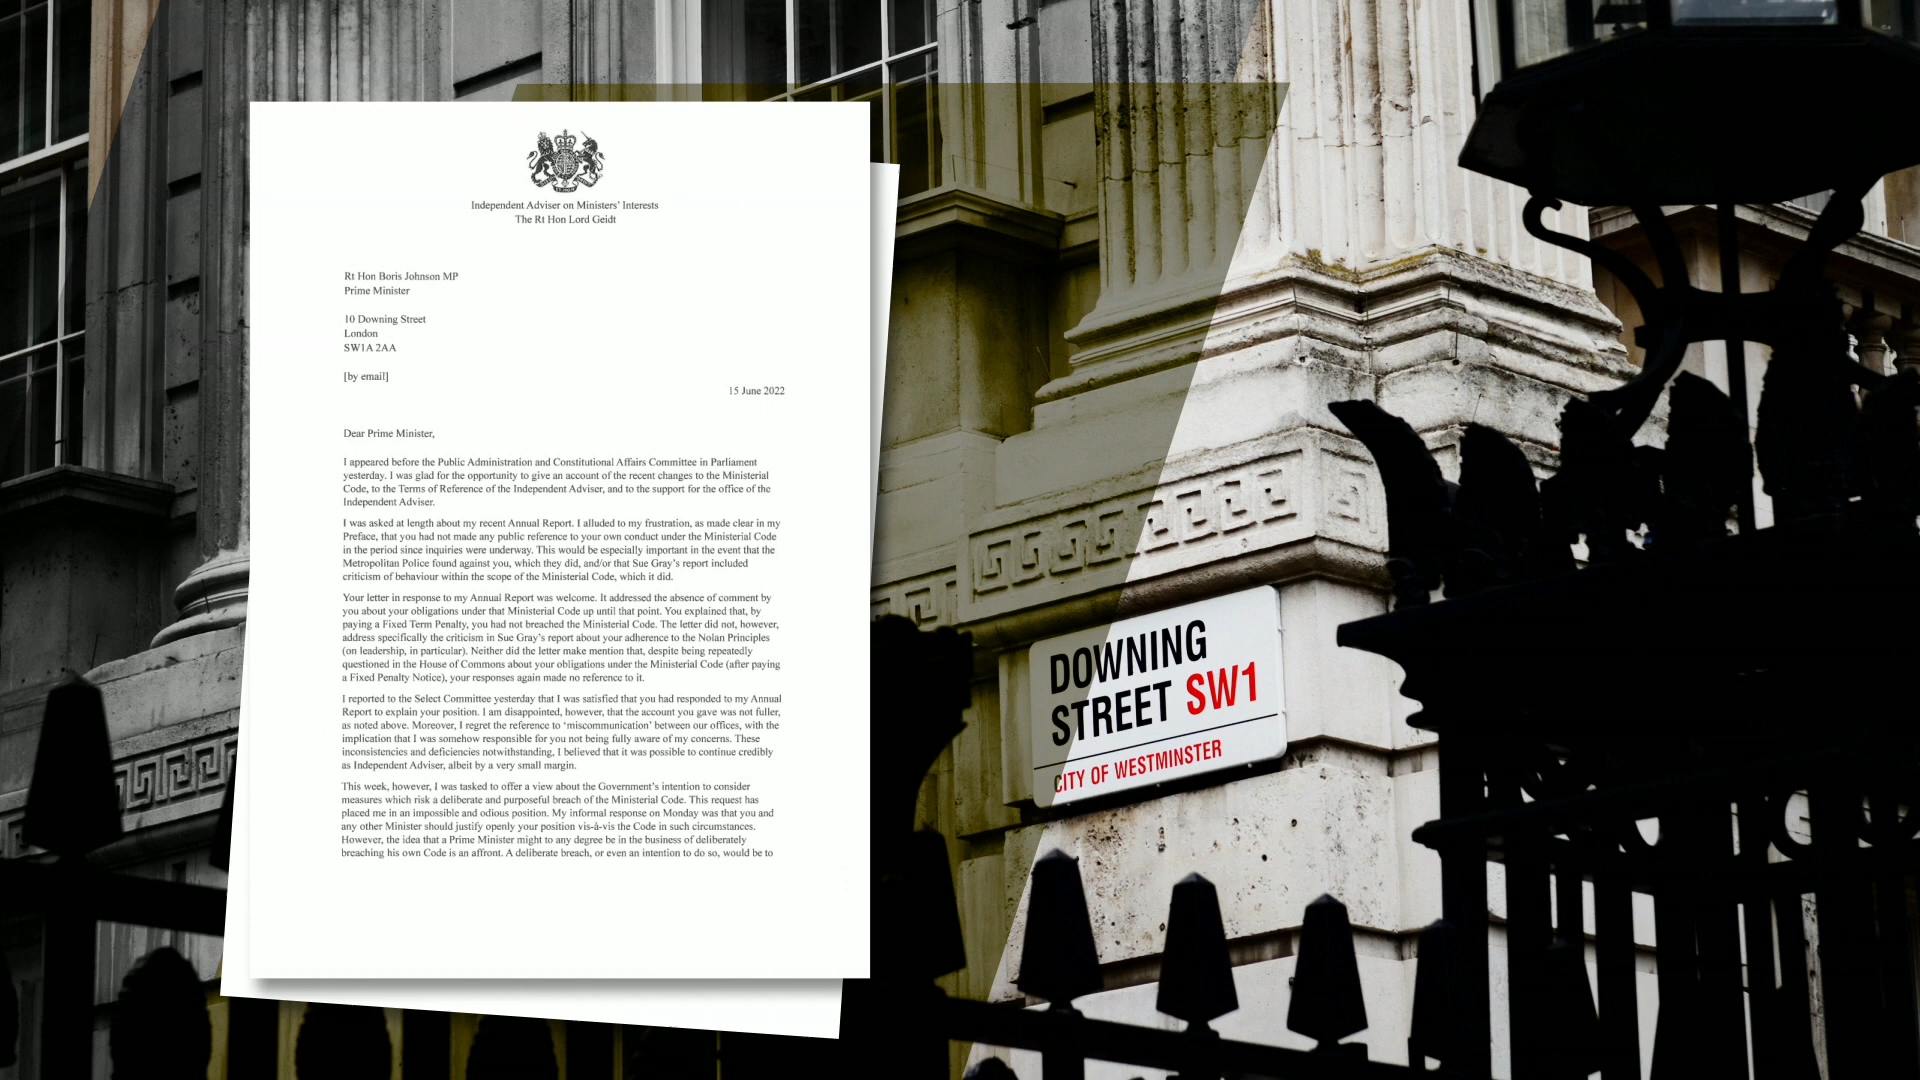 Independent Adviser on Ministers' Interests
The Rt Hon Lord Geidt
Rt Hon Boris Johnson MP
Prime Minister
10 Downing Street
London
SW1A 2AA
[by email]
15 June 2022
Dear Prime Minister,
I appeared before the Public Administration and Constitutional Affairs Committee in Parliament
yesterday. I was glad for the opportunity to give an account of the recent changes to the Ministerial
Code, to the Terms of Reference of the Independent Adviser, and to the support for the office of the
Independent Adviser.
I was asked at length about my recent Annual Report. I alluded to my frustration, as made clear in my
Preface, that you had not made any public reference to your own conduct under the Ministerial Code
in the period since inquiries were underway. This would be especially important in the event that the
Metropolitan Police found against you, which they did, and/or that Sue Gray's report included
criticism of behaviour within the scope of the Ministerial Code, which it did.
Your letter in response to my Annual Report was welcome. It addressed the absence of comment by
you about your obligations under that Ministerial Code up until that point. You explained that, by
paying a Fixed Term Penalty, you had not breached the Ministerial Code. The letter did not, however,
address specifically the criticism in Sue Gray's report about your adherence to the Nolan Principles
(on leadership, in particular). Neither did the letter make mention that, despite being repeatedly
questioned in the House of Commons about your obligations under the Ministerial Code (after paying
a Fixed Penalty Notice), your responses again made no reference to it.
I reported to the Select Committee yesterday that I was satisfied that you had responded to my Annual
Report to explain your position. I am disappointed, however, that the account you gave was not fuller,
as noted above. Moreover, I regret the reference to 'miscommunication' between our offices, with the
implication that I was somehow responsible for you not being fully aware of my concerns. These
inconsistencies and deficiencies notwithstanding, I believed that it was possible to continue credibly
as Independent Adviser, albeit by a very small margin.
This week, however, I was tasked to offer a view about the Government's intention to consider
measures which risk a deliberate and purposeful breach of the Ministerial Code. This request has
placed me in an impossible and odious position. My informal response on Monday was that you and
any other Minister should justify openly your position vis-à-vis the Code in such circumstances.
However, the idea that a Prime Minister might to any degree be in the business of deliberately
breaching his own Code is an affront. A deliberate breach, or even an intention to do so, would be to
DOWNING
STREET SW1
CITY OF WESTMINSTER